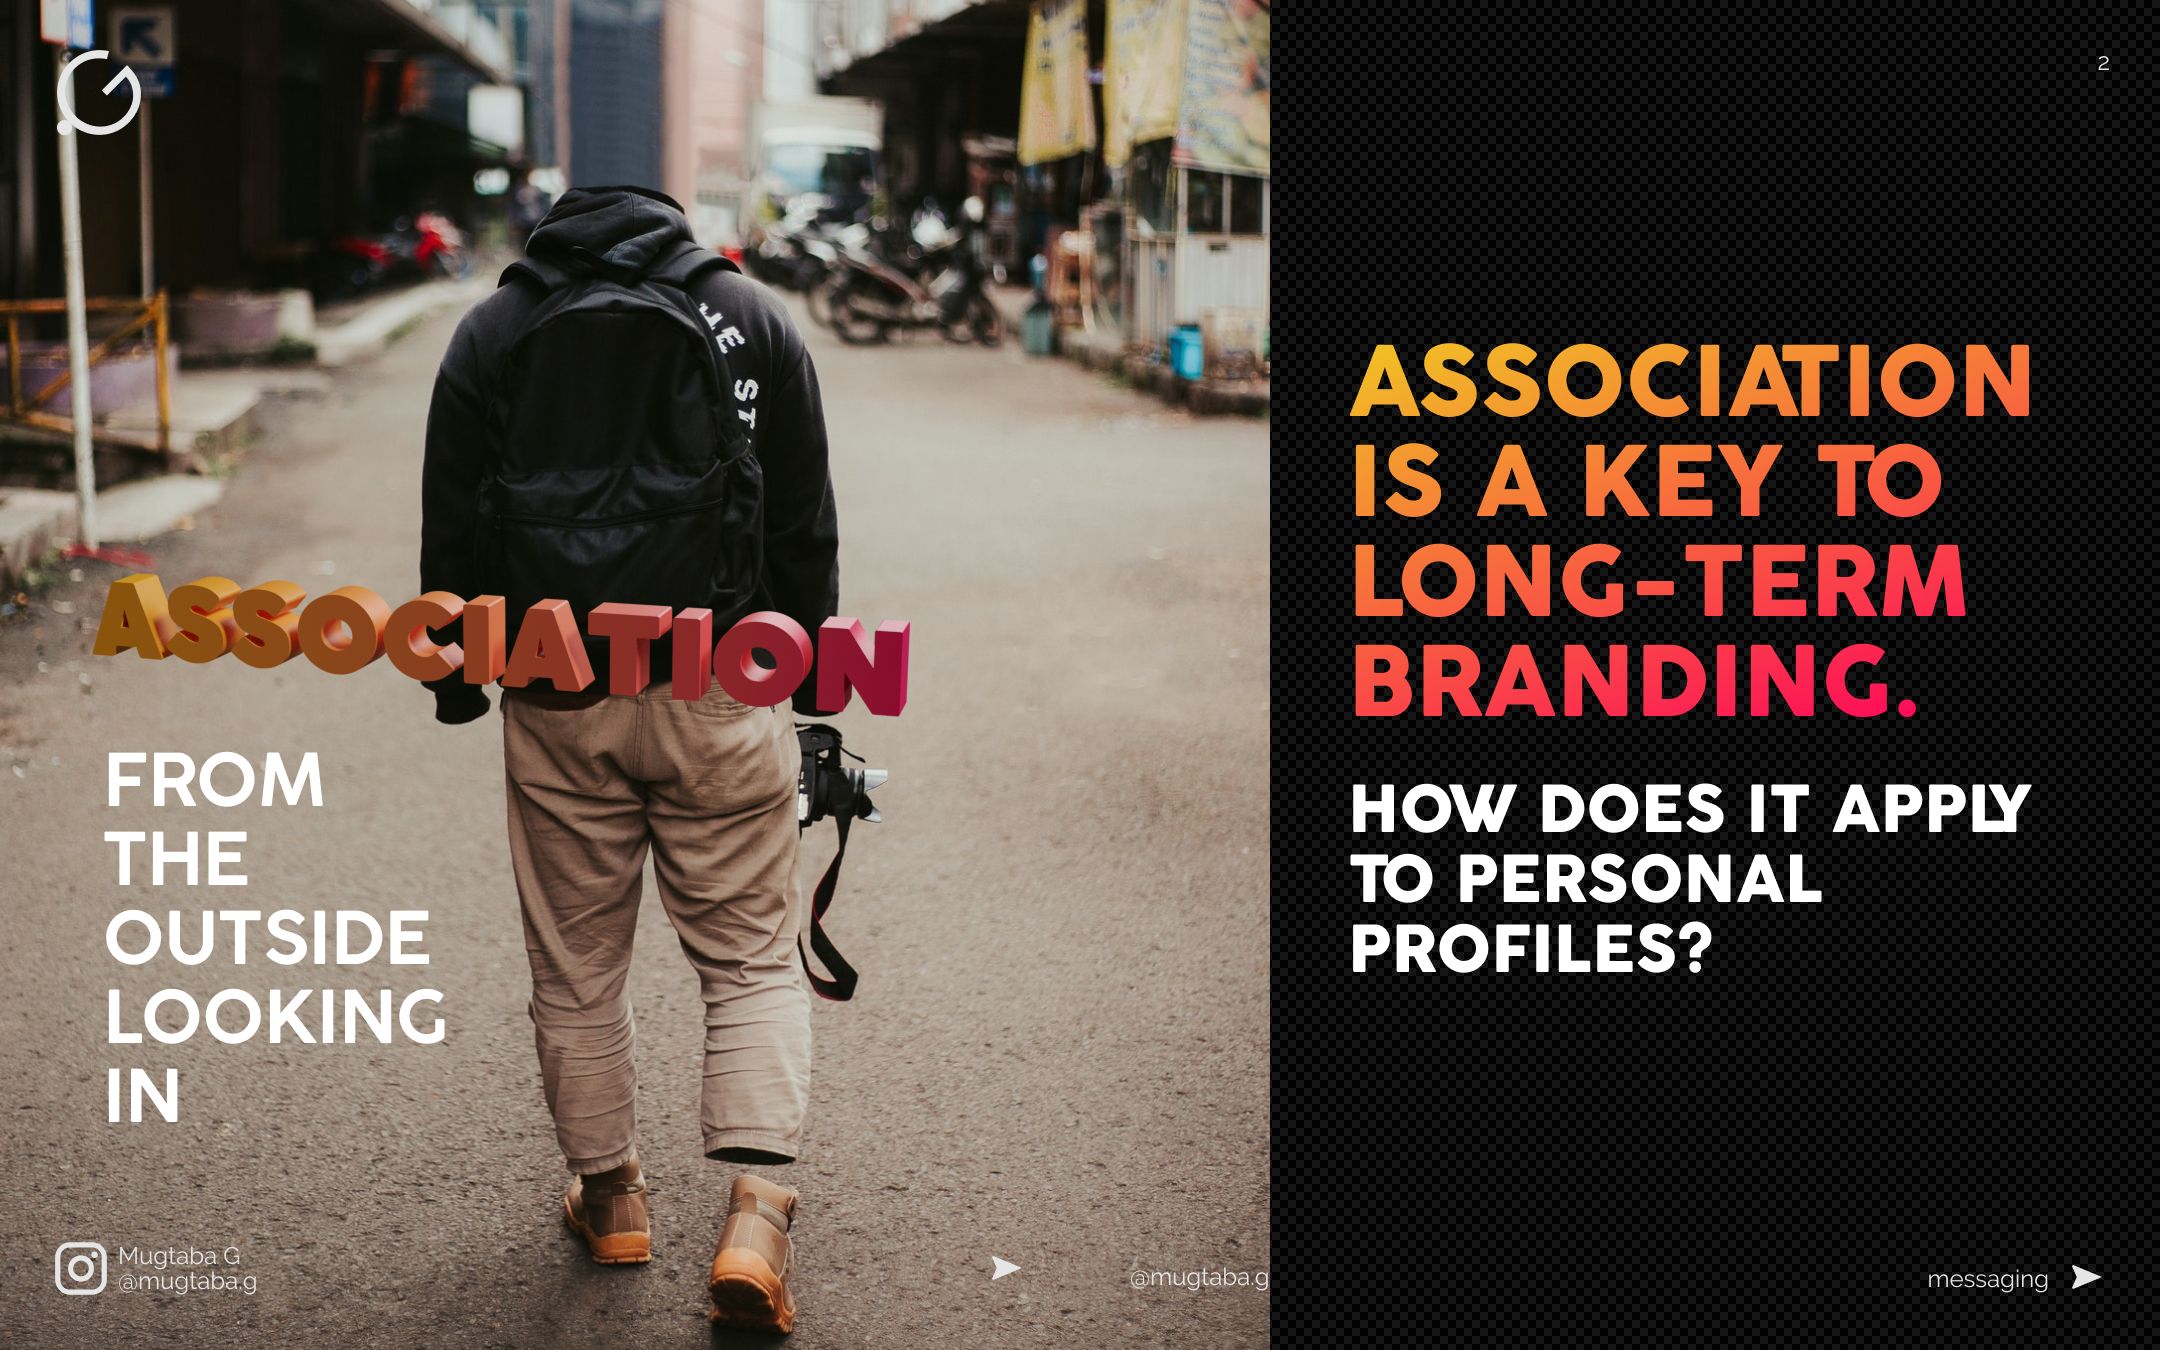 ASSOCIATION
FROM
THE
OUTSIDE
LOOKING
IN
Mugtaba G
@mugtaba.g
@mugtaba.g
2
ASSOCIATION
IS A KEY TO
LONG-TERM
BRANDING.
HOW DOES IT APPLY
TO PERSONAL
PROFILES?
messaging